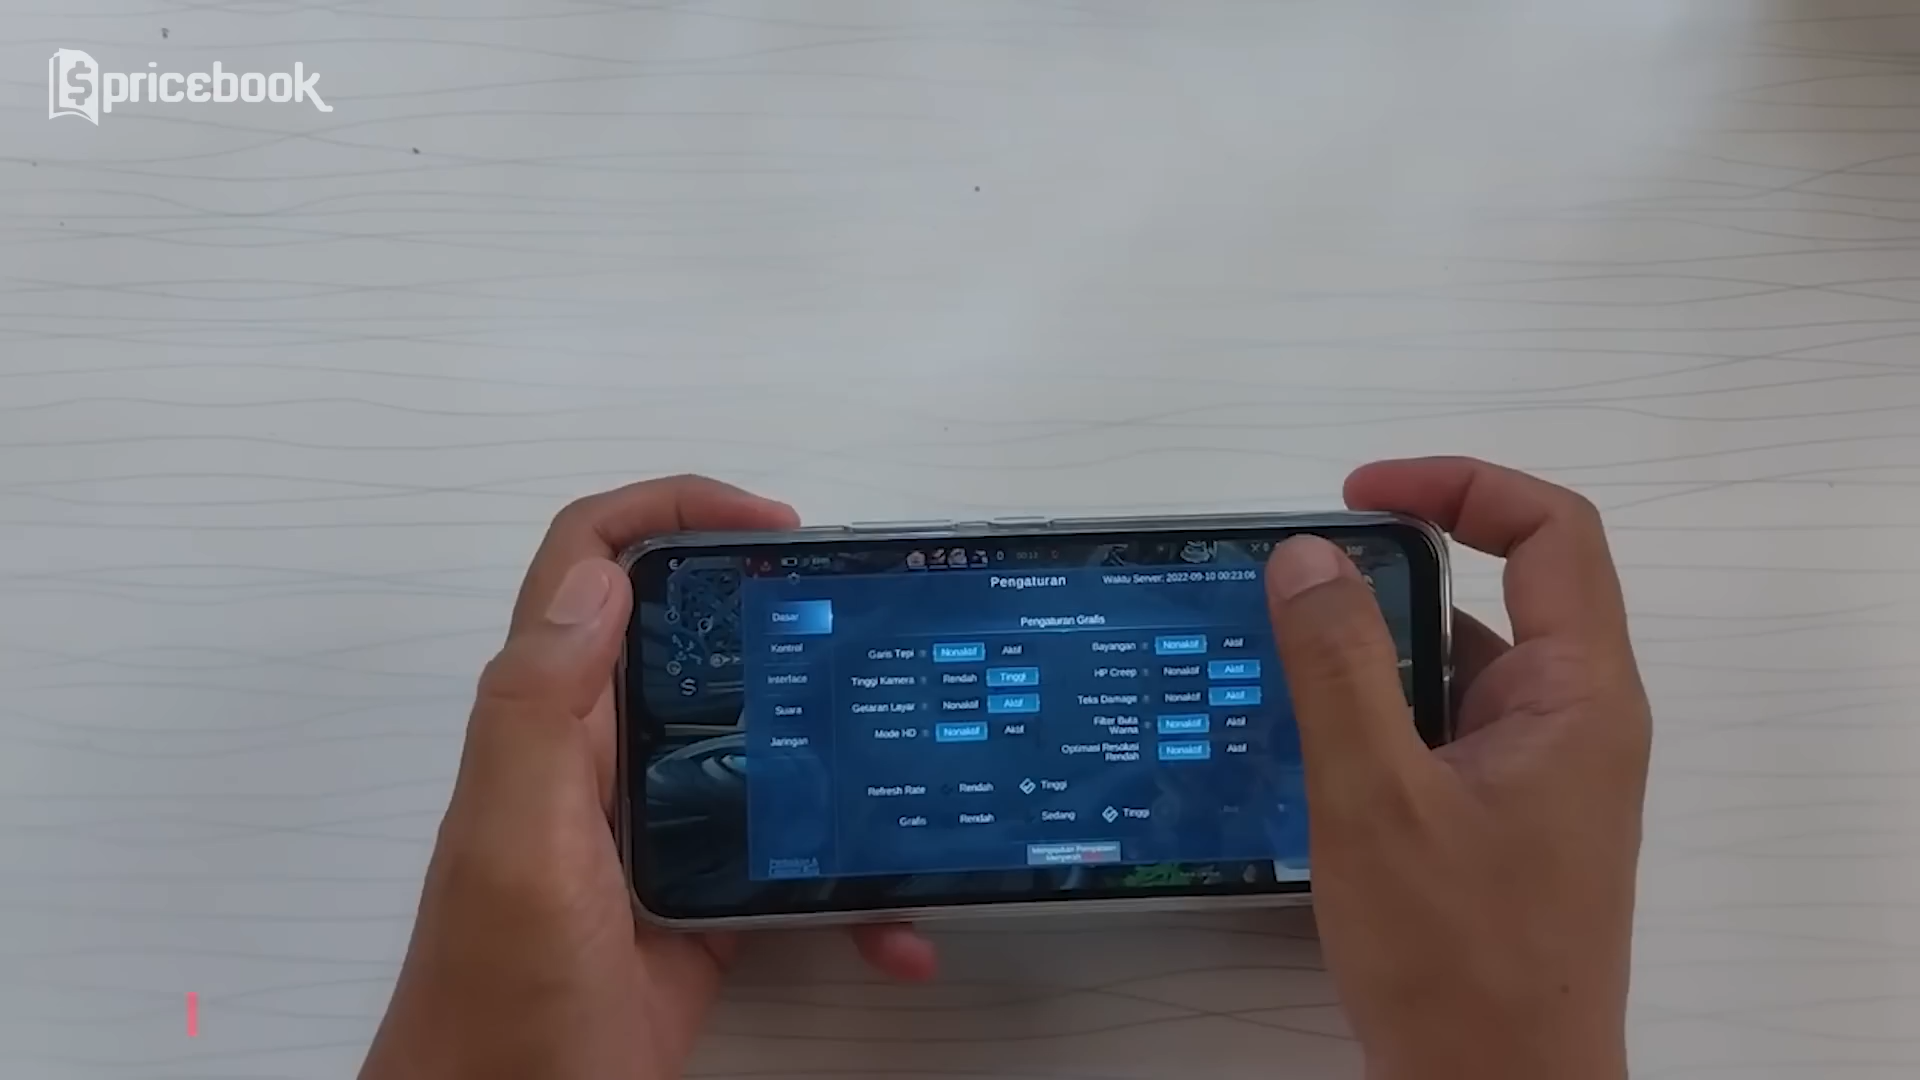 pricebook
Pengaturan
Waktu Server: 2022-09-10 00:23:06
Dasar
Kontrol
Interface
Suara
Jaringan
Pengaturan Grafis
Garis Tepi Nonaktif Aktif
Tinggi Kamera Rendah Tinggi
Getaran Layar Nonaktif Aktif
Mode HD Nonaktif Aktif
Bayangan Nonaktif Aktif
HP Creep Nonaktif Aktif
Teks Damage Nonaktif Aktif
Filter Buta
Warna Nonaktif Aktif
Optimasi Resolusi
Rendah Nonaktif Aktif
Refresh Rate Rendah Tinggi
Grafis Rendah Sedang Tinggi